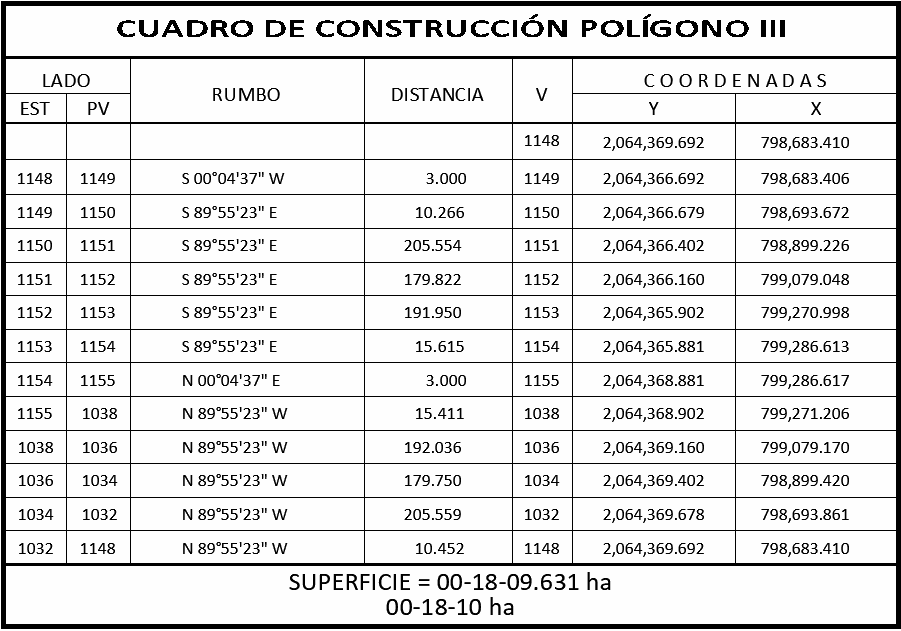 CUADRO DE CONSTRUCCIÓN POLÍGONO III
LADO RUMBO DISTANCIA V COORDENADAS
EST PV Y X
1148 2,064,369.692 798,683.410
1148 1149 S 00°04'37" W 3.000 1149 2,064,366.692 798,683.406
1149 1150 S 89°55'23" E 10.266 1150 2,064,366.679 798,693.672
1150 1151 S 89°55'23" E 205.554 1151 2,064,366.402 798,899.226
1151 1152 S 89°55'23" E 179.822 1152 2,064,366.160 799,079.048
1152 1153 S 89°55'23" E 191.950 1153 2,064,365.902 799,270.998
1153 1154 S 89°55'23" E 15.615 1154 2,064,365.881 799,286.613
1154 1155 N 00°04'37" E 3.000 1155 2,064,368.881 799,286.617
1155 1038 N 89°55'23" W 15.411 1038 2,064,368.902 799,271.206
1038 1036 N 89°55'23" W 192.036 1036 2,064,369.160 799,079.170
1036 1034 N 89°55'23" W 179.750 1034 2,064,369.402 798,899.420
1034 1032 N 89°55'23" W 205.559 1032 2,064,369.678 798,693.861
1032 1148 N 89°55'23" W 10.452 1148 2,064,369.692 798,683.410
SUPERFICIE = 00-18-09.631 ha
00-18-10 ha